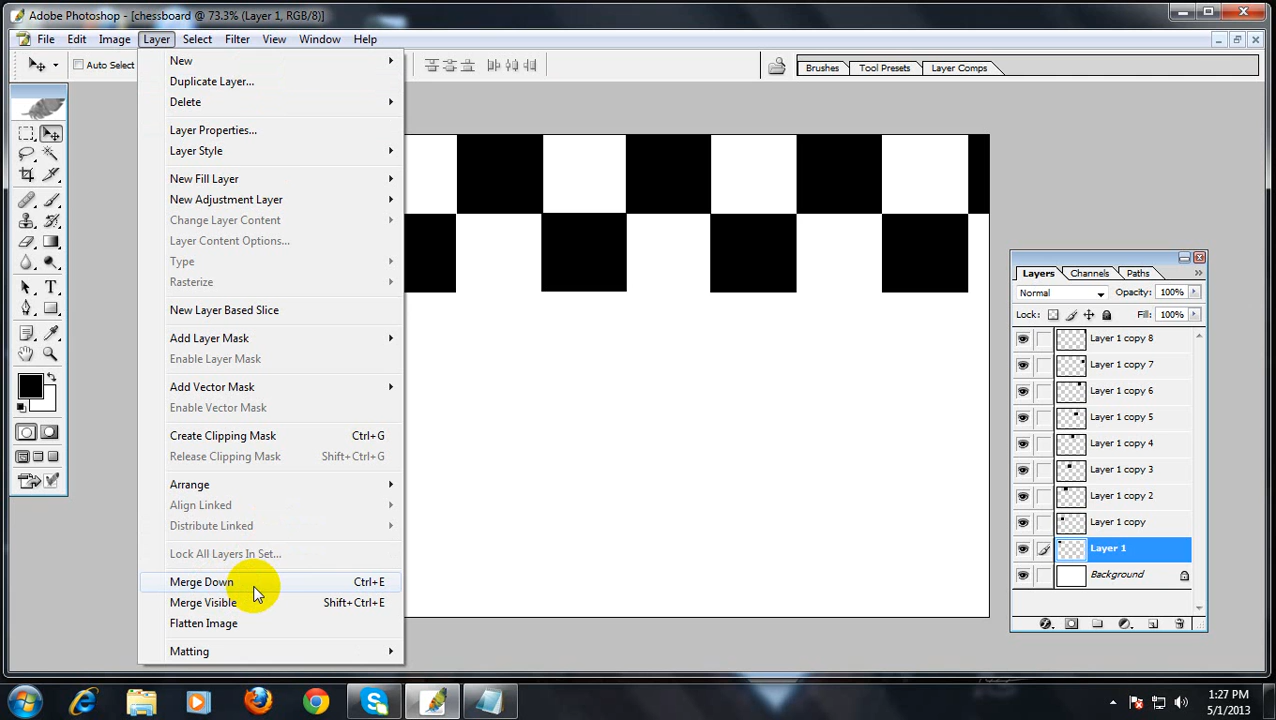 Adobe Photoshop - [chessboard @ 73.3% (Layer 1, RGB/8)]
File Edit Image Layer Select Filter View Window Help
Auto Select
Brushes Tool Presets Layer Comps
New
Duplicate Layer...
Delete
Layer Properties...
Layer Style
New Fill Layer
New Adjustment Layer
Change Layer Content
Layer Content Options...
Type
Rasterize
New Layer Based Slice
Add Layer Mask
Enable Layer Mask
Add Vector Mask
Enable Vector Mask
Create Clipping Mask Ctrl+G
Release Clipping Mask Shift+Ctrl+G
Arrange
Align Linked
Distribute Linked
Lock All Layers In Set...
Merge Down Ctrl+E
Merge Visible Shift+Ctrl+E
Flatten Image
Matting
Layers Channels Paths
Normal Opacity: 100%
Lock: Fill: 100%
Layer 1 copy 8
Layer 1 copy 7
Layer 1 copy 6
Layer 1 copy 5
Layer 1 copy 4
Layer 1 copy 3
Layer 1 copy 2
Layer 1 copy
Layer 1
Background
1:27 PM
5/1/2013